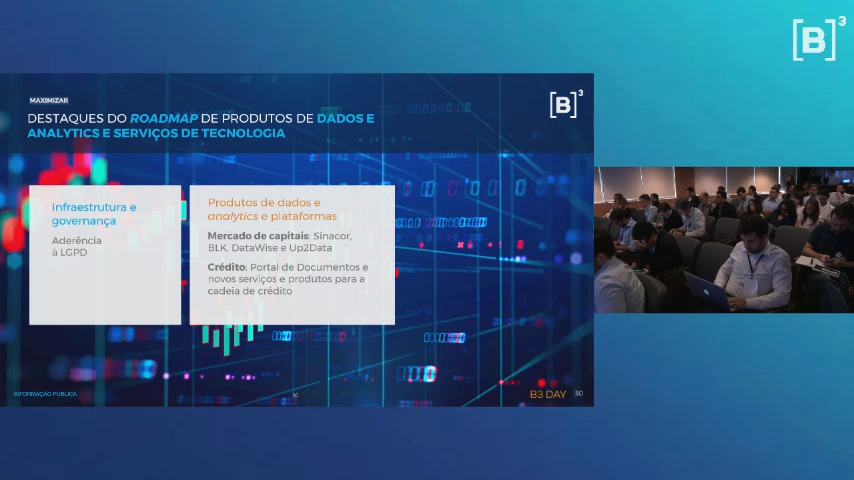 [B]³
MAXIMIZAR
DESTAQUES DO ROADMAP DE PRODUTOS DE DADOS E
ANALYTICS E SERVIÇOS DE TECNOLOGIA
[B]³
Infraestrutura e
governança
Aderência
à LGPD
Produtos de dados e
analytics e plataformas
Mercado de capitais: Sinacor,
BLK, DataWise e Up2Data
Crédito: Portal de Documentos e
novos serviços e produtos para a
cadeia de crédito
INFORMAÇÃO PÚBLICA
30
B3 DAY 30